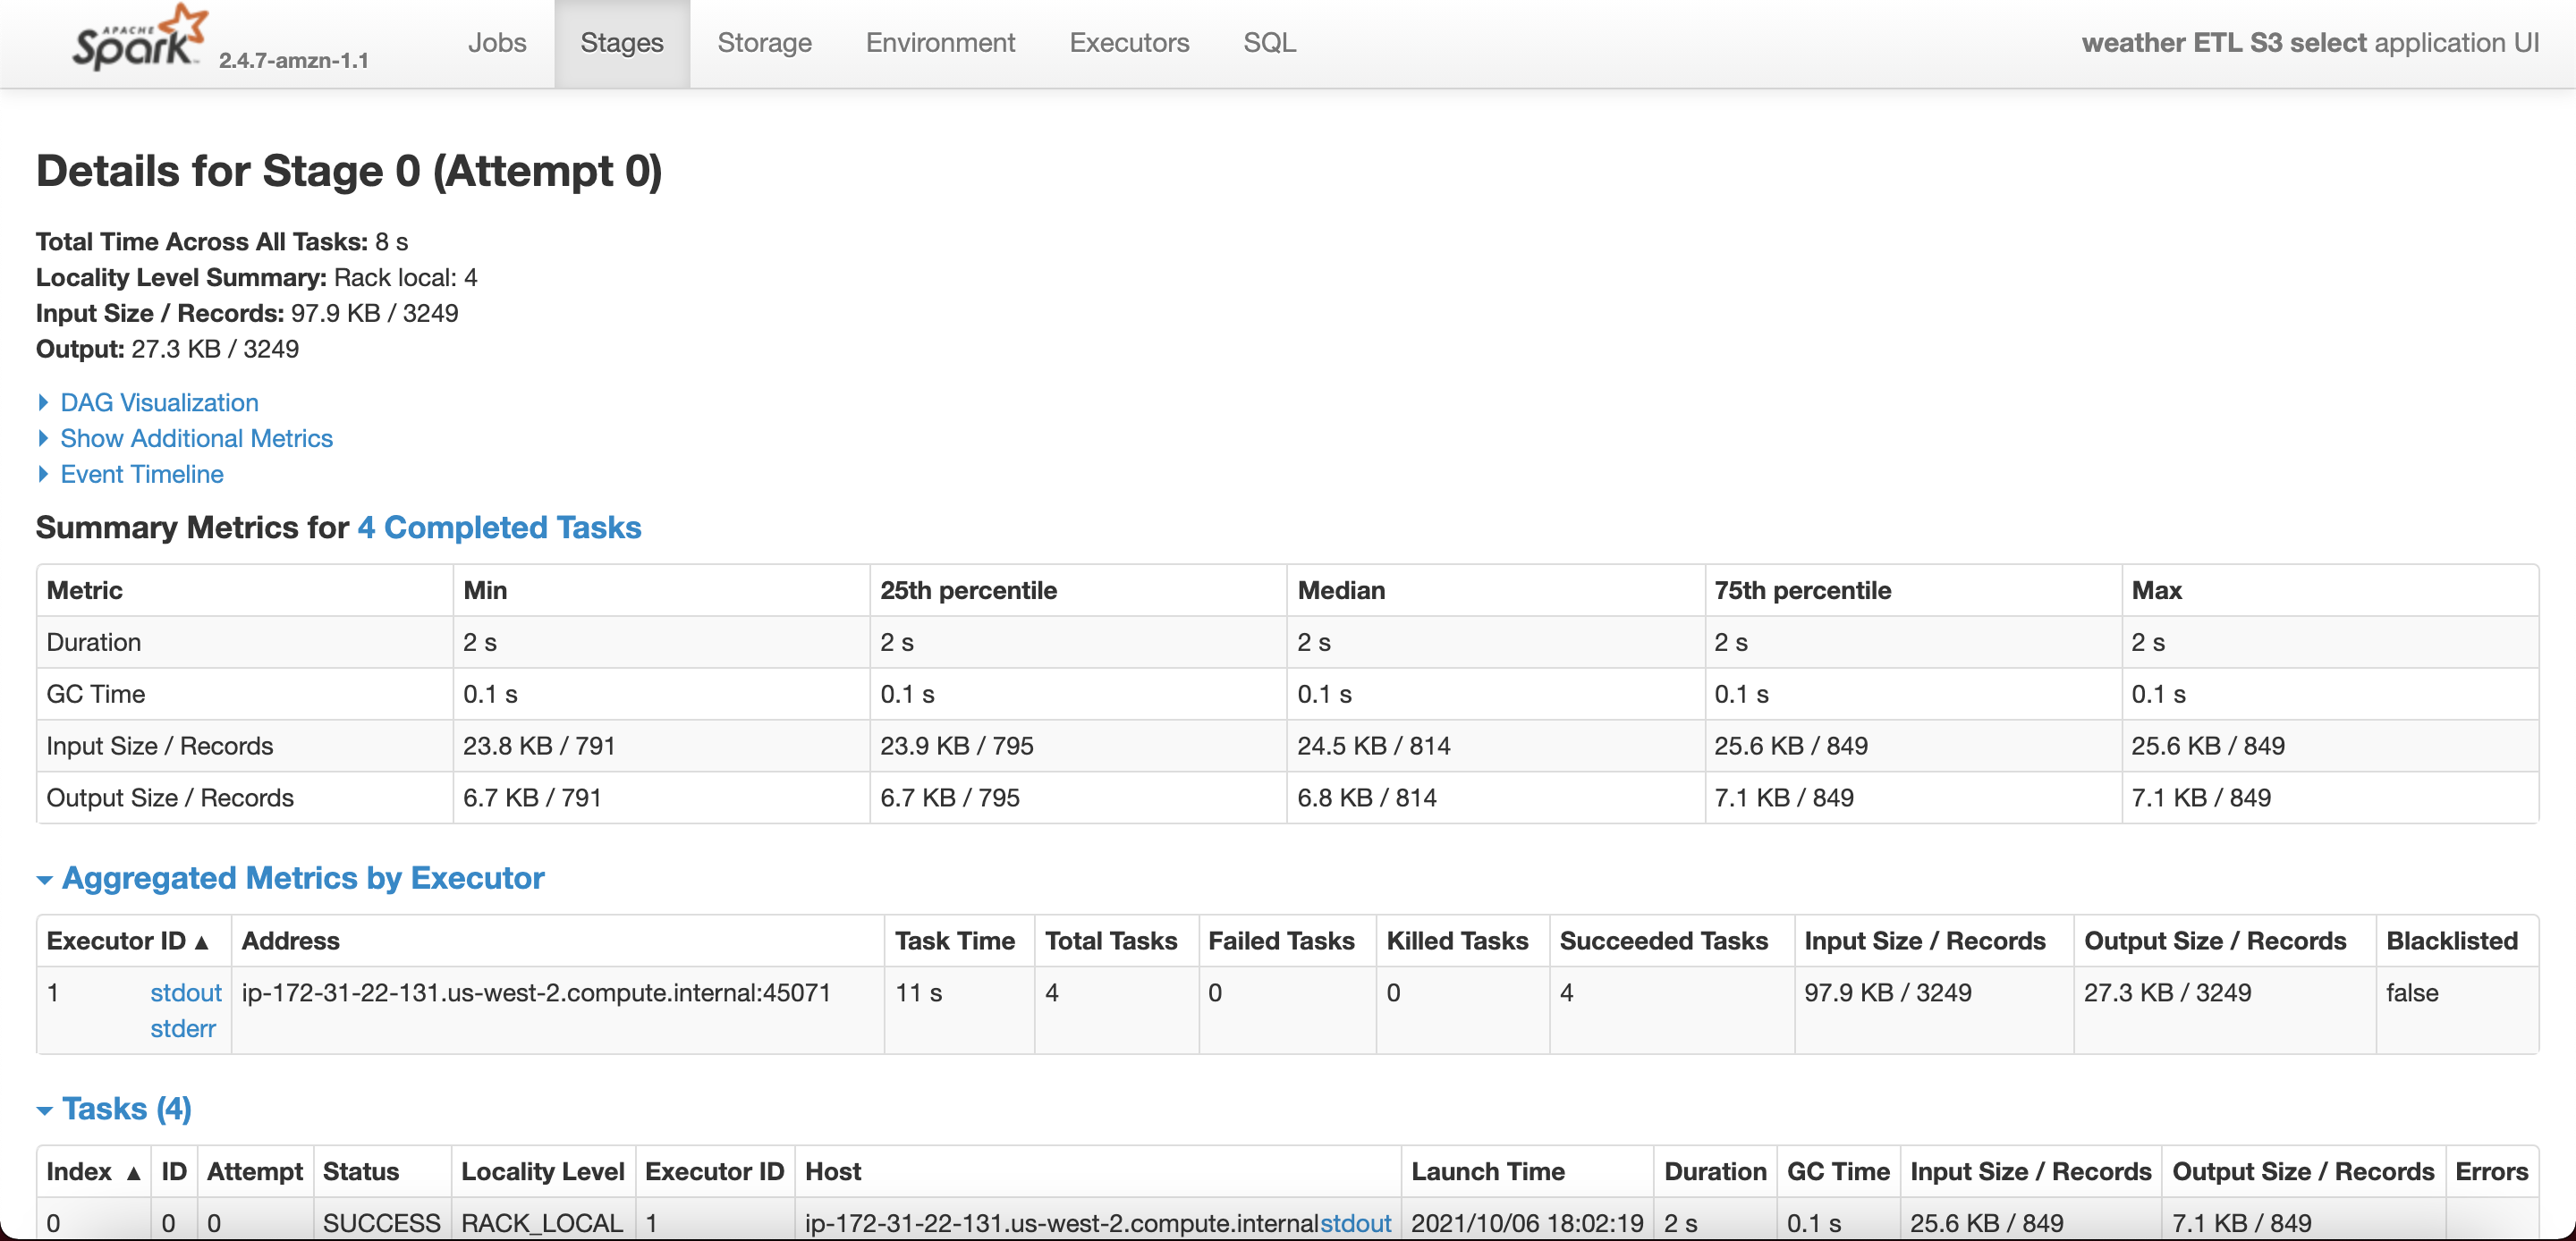 APACHE Spark 2.4.7-amzn-1.1 Jobs Stages Storage Environment Executors SQL weather ETL S3 select application UI
Details for Stage 0 (Attempt 0)
Total Time Across All Tasks: 8 s
Locality Level Summary: Rack local: 4
Input Size / Records: 97.9 KB / 3249
Output: 27.3 KB / 3249
DAG Visualization
Show Additional Metrics
Event Timeline
Summary Metrics for 4 Completed Tasks
Metric Min 25th percentile Median 75th percentile Max
Duration 2 s 2 s 2 s 2 s 2 s
GC Time 0.1 s 0.1 s 0.1 s 0.1 s 0.1 s
Input Size / Records 23.8 KB / 791 23.9 KB / 795 24.5 KB / 814 25.6 KB / 849 25.6 KB / 849
Output Size / Records 6.7 KB / 791 6.7 KB / 795 6.8 KB / 814 7.1 KB / 849 7.1 KB / 849
Aggregated Metrics by Executor
Executor ID ▲ Address Task Time Total Tasks Failed Tasks Killed Tasks Succeeded Tasks Input Size / Records Output Size / Records Blacklisted
1 stdout ip-172-31-22-131.us-west-2.compute.internal:45071 11 s 4 0 0 4 97.9 KB / 3249 27.3 KB / 3249 false
stderr
Tasks (4)
Index ▲ ID Attempt Status Locality Level Executor ID Host Launch Time Duration GC Time Input Size / Records Output Size / Records Errors
0 0 0 SUCCESS RACK_LOCAL 1 ip-172-31-22-131.us-west-2.compute.internal stdout 2021/10/06 18:02:19 2 s 0.1 s 25.6 KB / 849 7.1 KB / 849